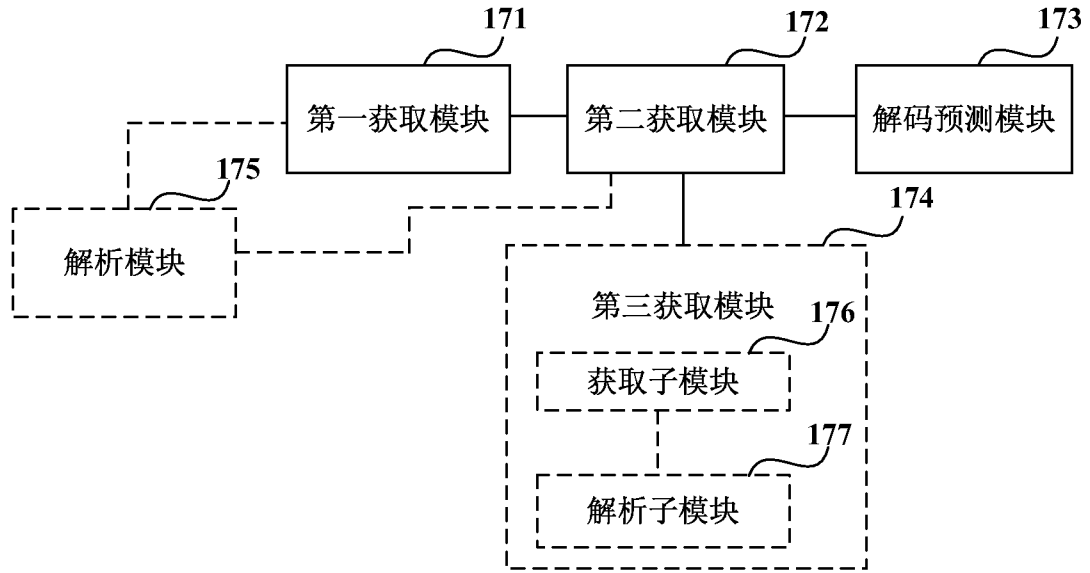 171
172
173
第一获取模块
第二获取模块
解码预测模块
175
174
解析模块
第三获取模块
176
获取子模块
177
解析子模块